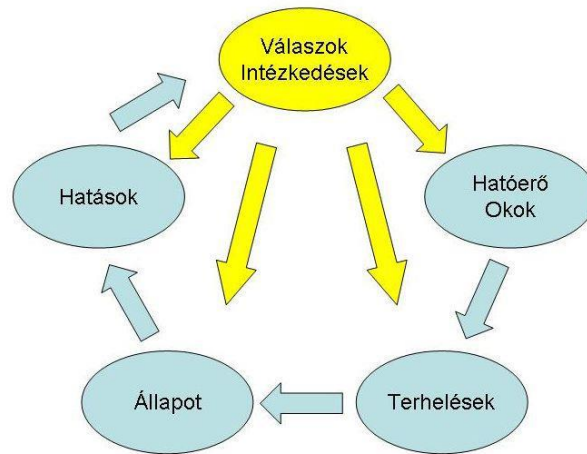 Válaszok
Intézkedések
Hatások
Hatóerő
Okok
Állapot
Terhelések